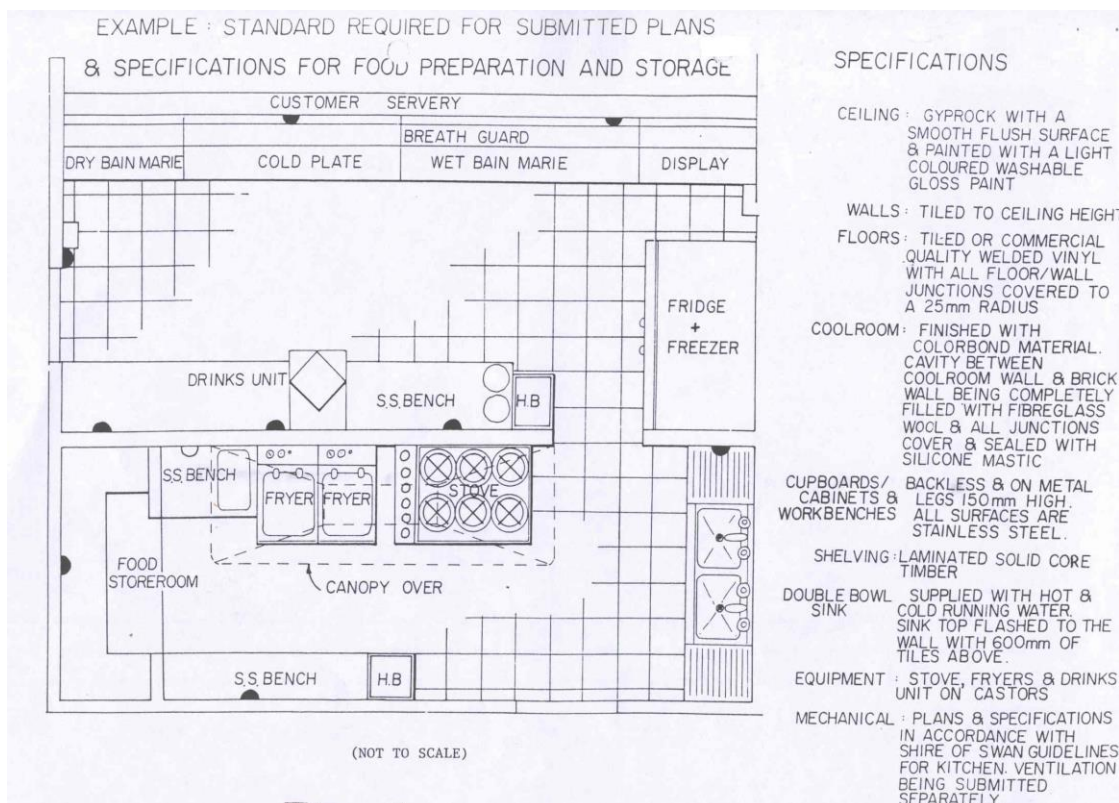 EXAMPLE : STANDARD REQUIRED FOR SUBMITTED PLANS
& SPECIFICATIONS FOR FOOD PREPARATION AND STORAGE
CUSTOMER SERVERY
BREATH GUARD
DRY BAIN MARIE
COLD PLATE
WET BAIN MARIE
DISPLAY
FRIDGE
+
FREEZER
DRINKS UNIT
S.S. BENCH
H.B
S.S. BENCH
FRYER
FRYER
STOVE
FOOD
STOREROOM
CANOPY OVER
S.S. BENCH
H.B
(NOT TO SCALE)
SPECIFICATIONS
CEILING : GYPROCK WITH A
SMOOTH FLUSH SURFACE
& PAINTED WITH A LIGHT
COLOURED WASHABLE
GLOSS PAINT
WALLS : TILED TO CEILING HEIGHT
FLOORS : TILED OR COMMERCIAL
QUALITY WELDED VINYL
WITH ALL FLOOR/WALL
JUNCTIONS COVERED TO
A 25mm RADIUS
COOLROOM : FINISHED WITH
COLORBOND MATERIAL.
CAVITY BETWEEN
COOLROOM WALL & BRICK
WALL BEING COMPLETELY
FILLED WITH FIBREGLASS
WOOL & ALL JUNCTIONS
COVER & SEALED WITH
SILICONE MASTIC
CUPBOARDS/ BACKLESS & ON METAL
CABINETS & LEGS 150mm HIGH.
WORKBENCHES ALL SURFACES ARE
STAINLESS STEEL.
SHELVING : LAMINATED SOLID CORE
TIMBER
DOUBLE BOWL SUPPLIED WITH HOT &
SINK COLD RUNNING WATER.
SINK TOP FLASHED TO THE
WALL WITH 600mm OF
TILES ABOVE.
EQUIPMENT : STOVE, FRYERS & DRINKS
UNIT ON CASTORS
MECHANICAL : PLANS & SPECIFICATIONS
IN ACCORDANCE WITH
SHIRE OF SWAN GUIDELINES
FOR KITCHEN VENTILATION
BEING SUBMITTED
SEPARATELY